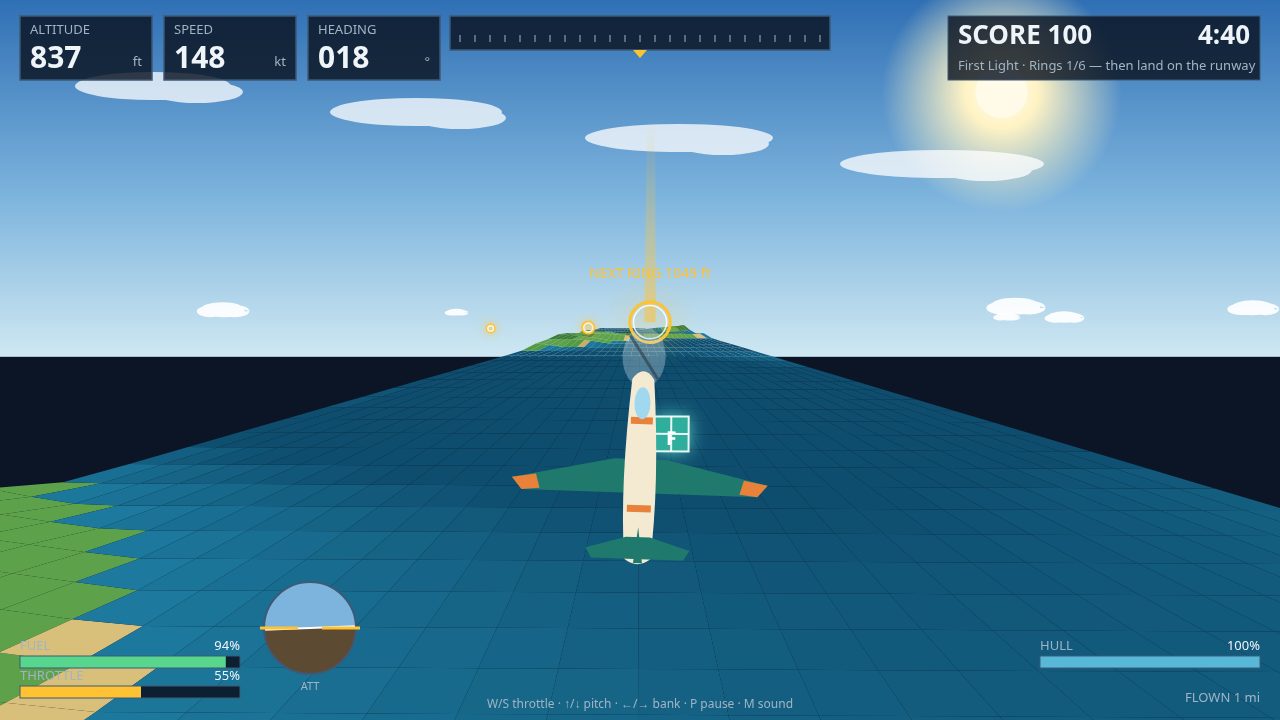 ALTITUDE
837 ft
SPEED
148 kt
HEADING
018 °
SCORE 100 4:40
First Light · Rings 1/6 — then land on the runway
NEXT RING 1849 ft
F
FUEL 94%
THROTTLE 55%
ATT
W/S throttle · ↑/↓ pitch · ←/→ bank · P pause · M sound
HULL 100%
FLOWN 1 mi